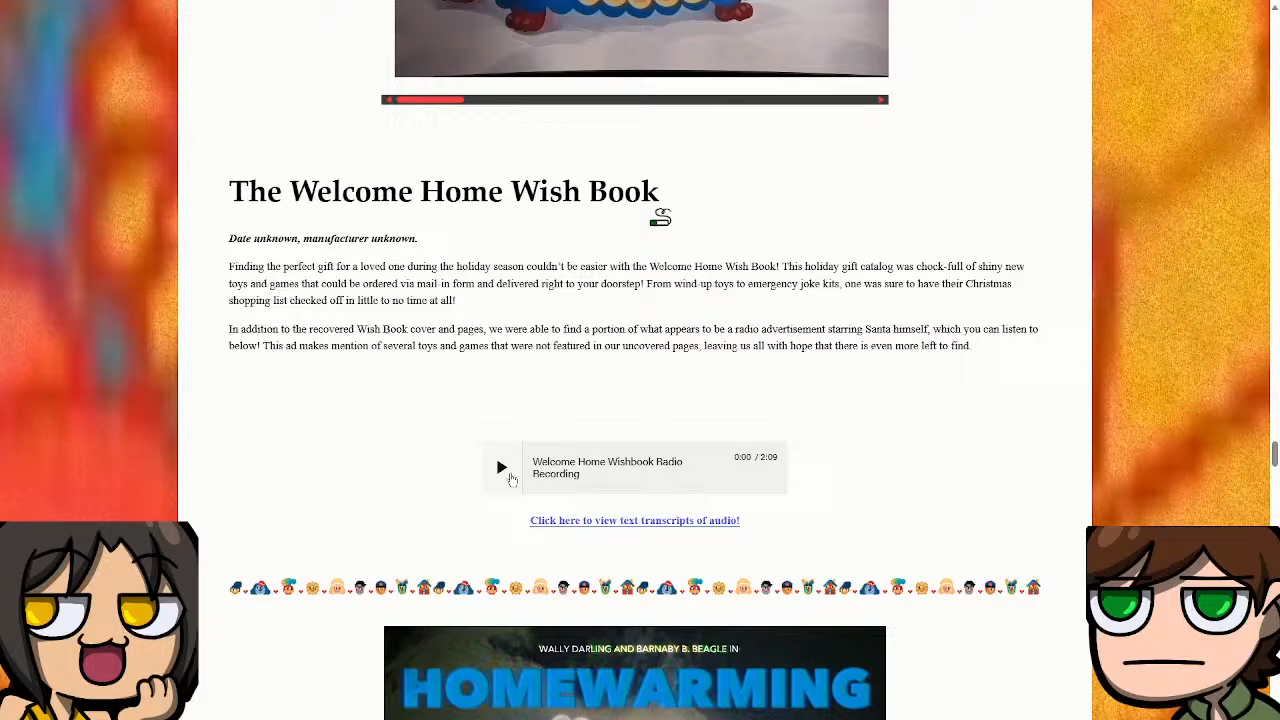 The Welcome Home Wish Book
Date unknown, manufacturer unknown.
Finding the perfect gift for a loved one during the holiday season couldn't be easier with the Welcome Home Wish Book! This holiday gift catalog was chock-full of shiny new
toys and games that could be ordered via mail-in form and delivered right to your doorstep! From wind-up toys to emergency joke kits, one was sure to have their Christmas
shopping list checked off in little to no time at all!
In addition to the recovered Wish Book cover and pages, we were able to find a portion of what appears to be a radio advertisement starring Santa himself, which you can listen to
below! This ad makes mention of several toys and games that were not featured in our uncovered pages, leaving us all with hope that there is even more left to find.
Welcome Home Wishbook Radio
Recording
0:00 / 2:09
Click here to view text transcripts of audio!
WALLY DARLING AND BARNABY B. BEAGLE IN
HOMEWARMING